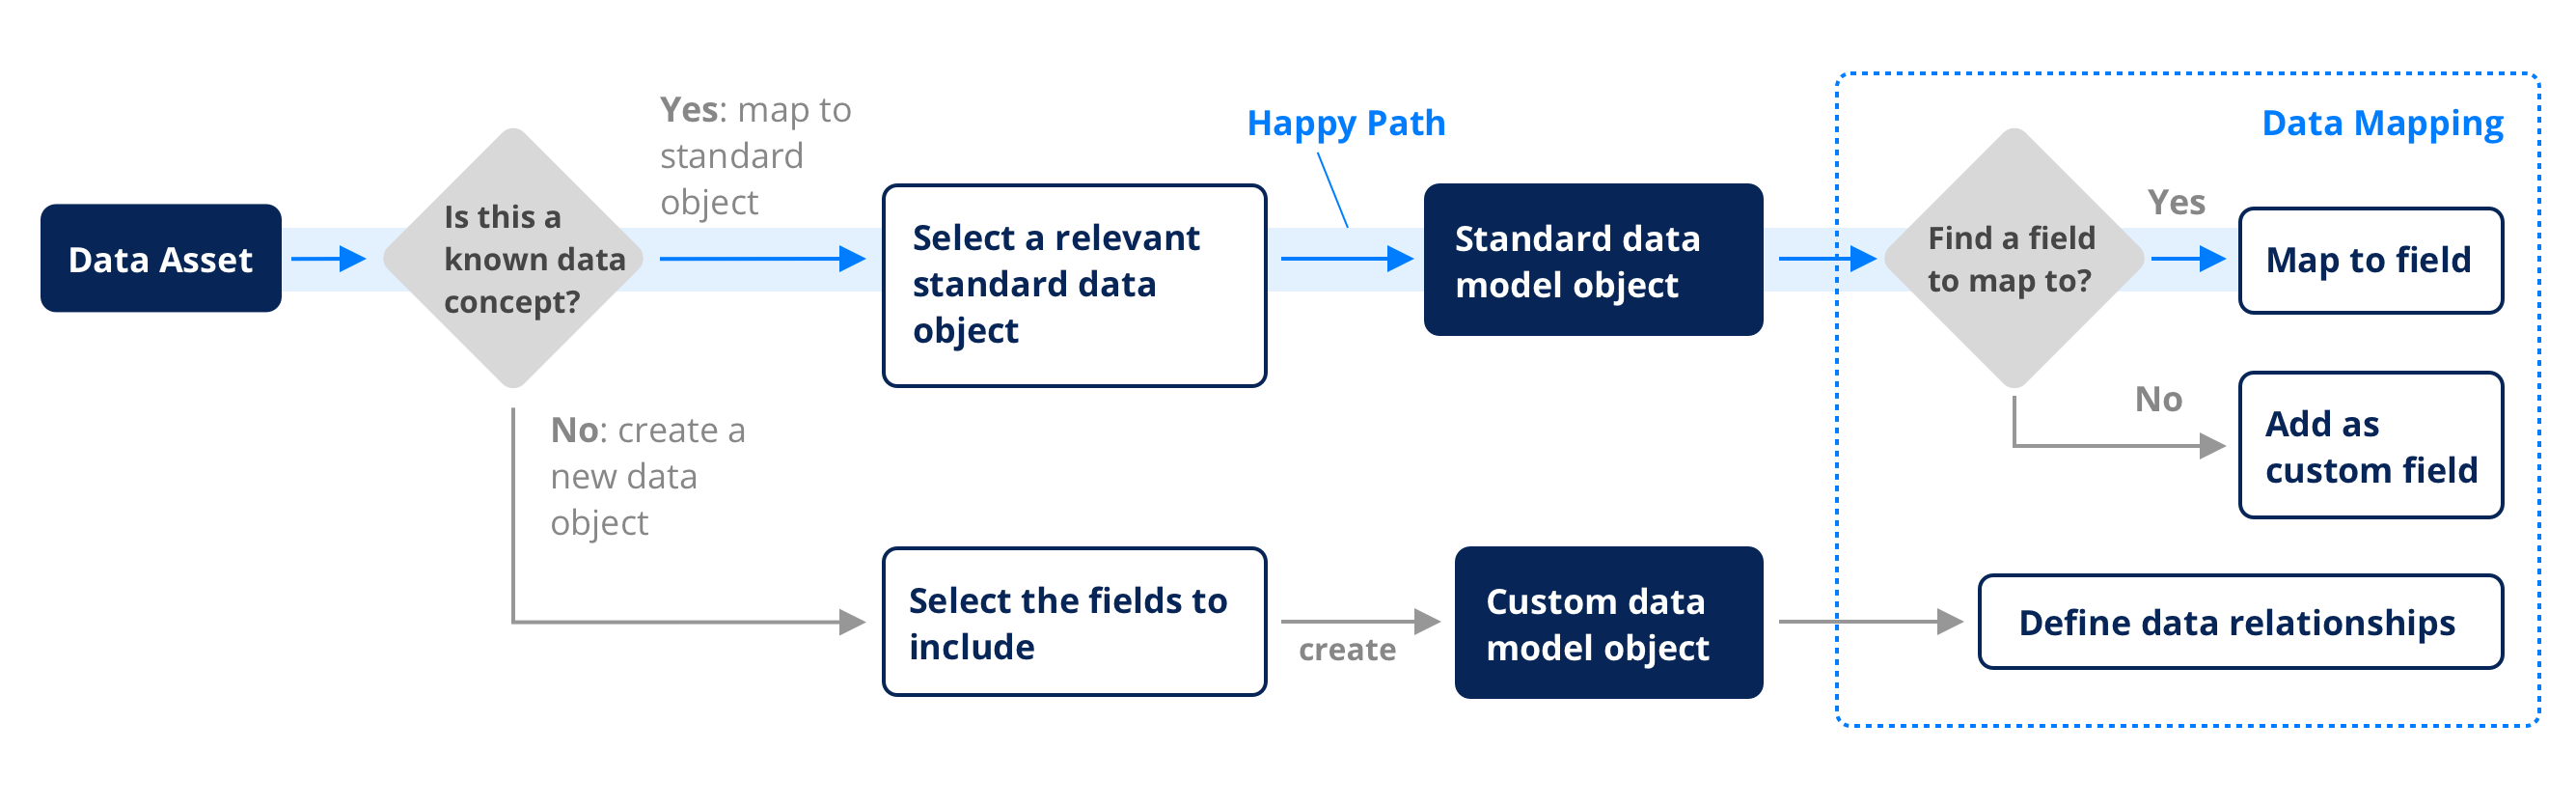 Data Asset
Is this a
known data
concept?
Yes: map to
standard
object
No: create a
new data
object
Select a relevant
standard data
object
Happy Path
Standard data
model object
Data Mapping
Find a field
to map to?
Yes
Map to field
No
Add as
custom field
Select the fields to
include
create
Custom data
model object
Define data relationships